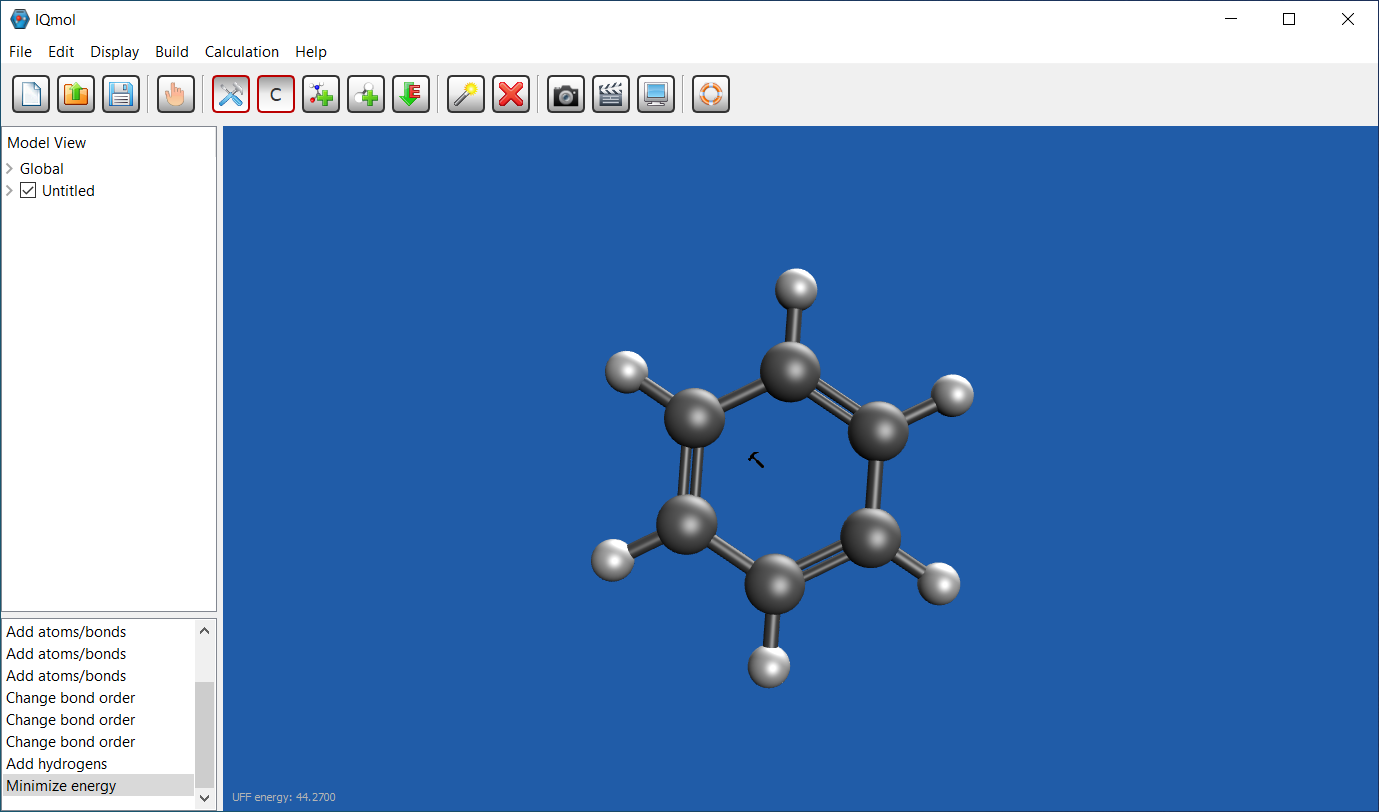 IQmol
File Edit Display Build Calculation Help
C E
Model View
Global
Untitled
Add atoms/bonds
Add atoms/bonds
Add atoms/bonds
Change bond order
Change bond order
Change bond order
Add hydrogens
Minimize energy
UFF energy: 44.2700